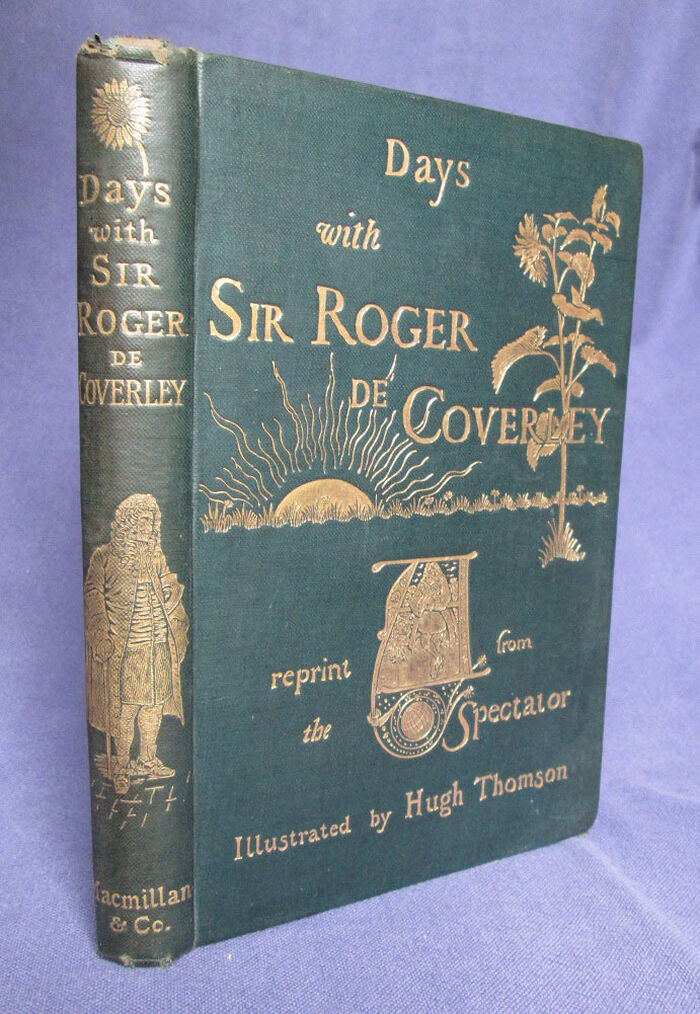 Days
with
SIR
ROGER
DE
COVERLEY
Macmillan
& Co.
Days
with
SIR ROGER
DE COVERLEY
A
reprint from
the Spectator
Illustrated by Hugh Thomson